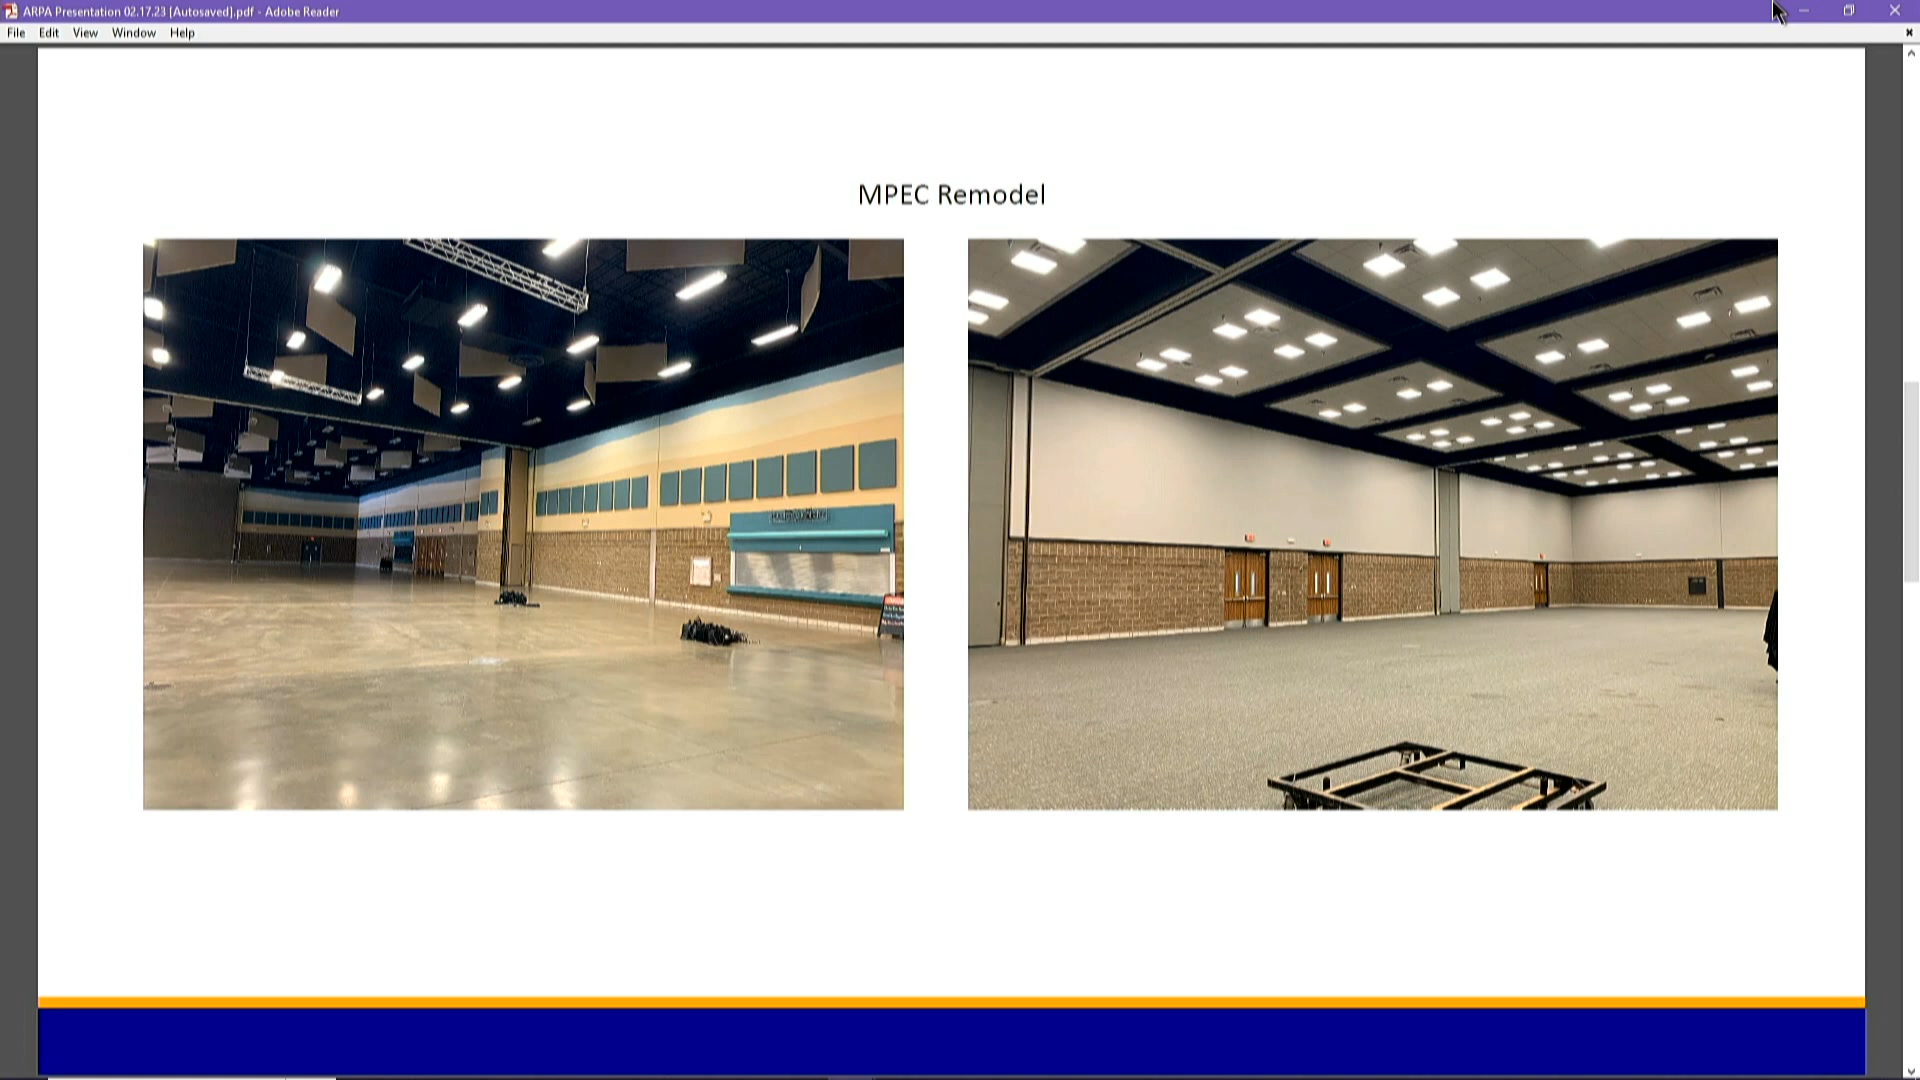 ARPA Presentation 02.17.23 [Autosaved].pdf - Adobe Reader
File Edit View Window Help
MPEC Remodel